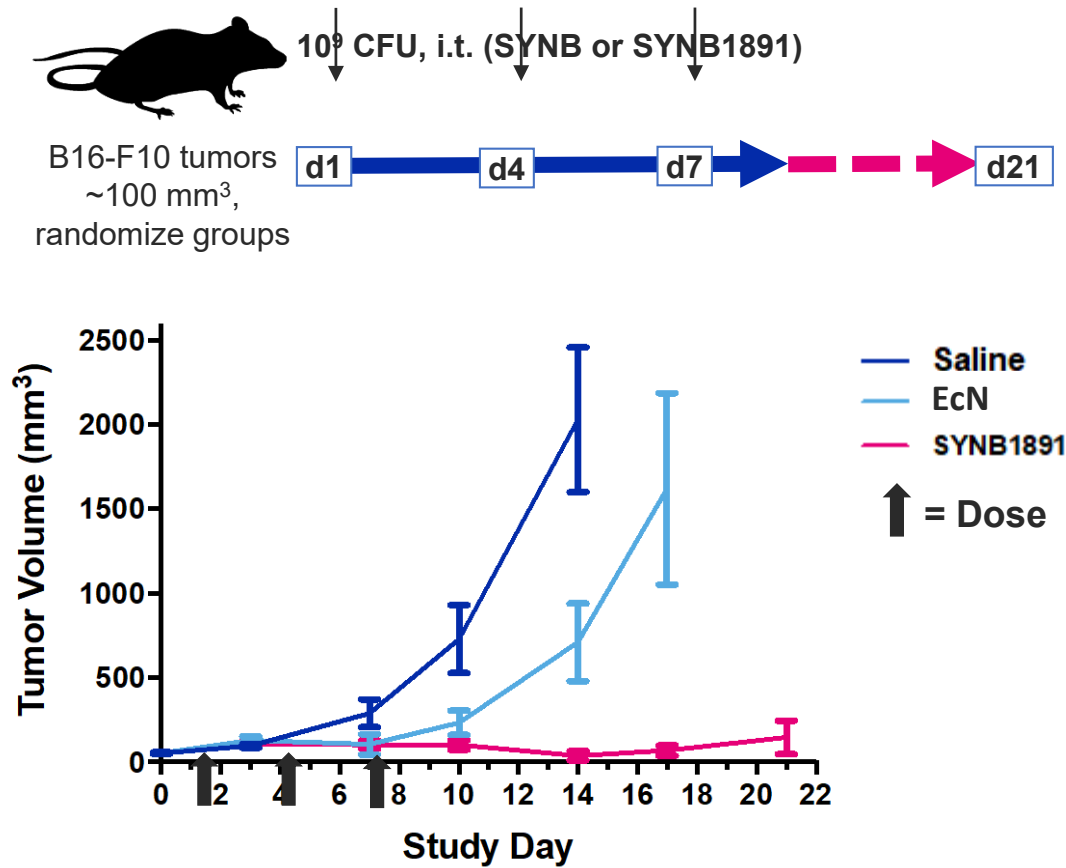 10⁹ CFU, i.t. (SYNB or SYNB1891)
B16-F10 tumors
~100 mm³,
randomize groups
d1
d4
d7
d21
Tumor Volume (mm³)
2500
2000
1500
1000
500
0
0
2
4
6
8
10
12
14
16
18
20
22
Study Day
Saline
EcN
SYNB1891
= Dose